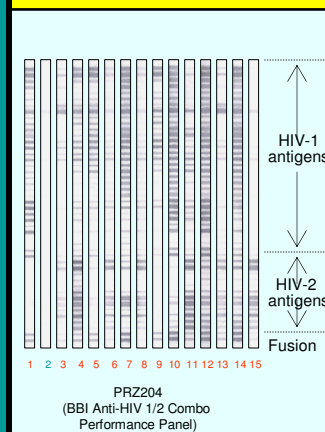 HIV-1
antigens
HIV-2
antigens
Fusion
1 2 3 4 5 6 7 8 9 10 11 12 13 14 15
PRZ204
(BBI Anti-HIV 1/2 Combo
Performance Panel)